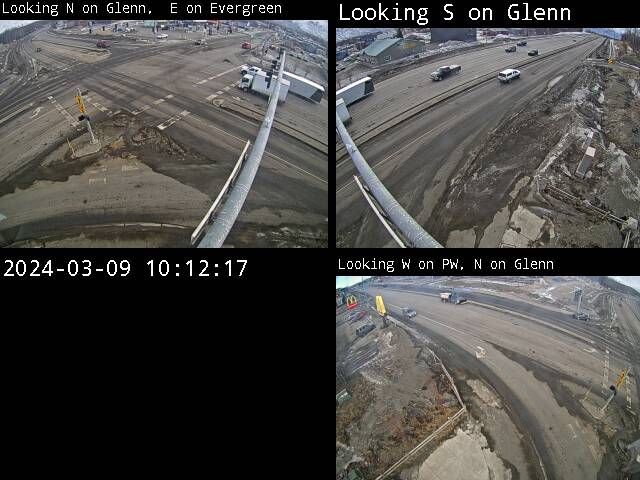 Looking N on Glenn, E on Evergreen
Looking S on Glenn
2024-03-09 10:12:17
Looking W on PW, N on Glenn